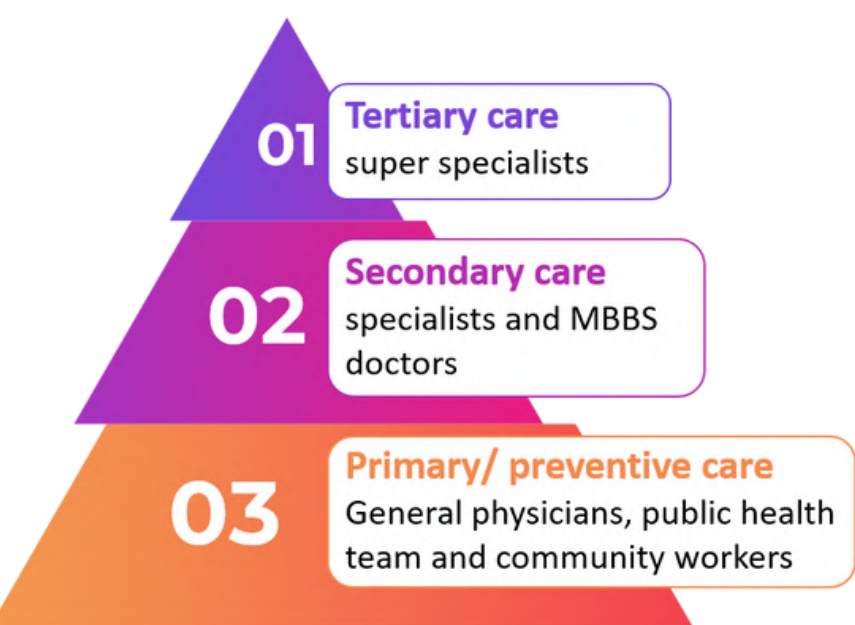 01
Tertiary care
super specialists
02
Secondary care
specialists and MBBS
doctors
03
Primary/ preventive care
General physicians, public health
team and community workers